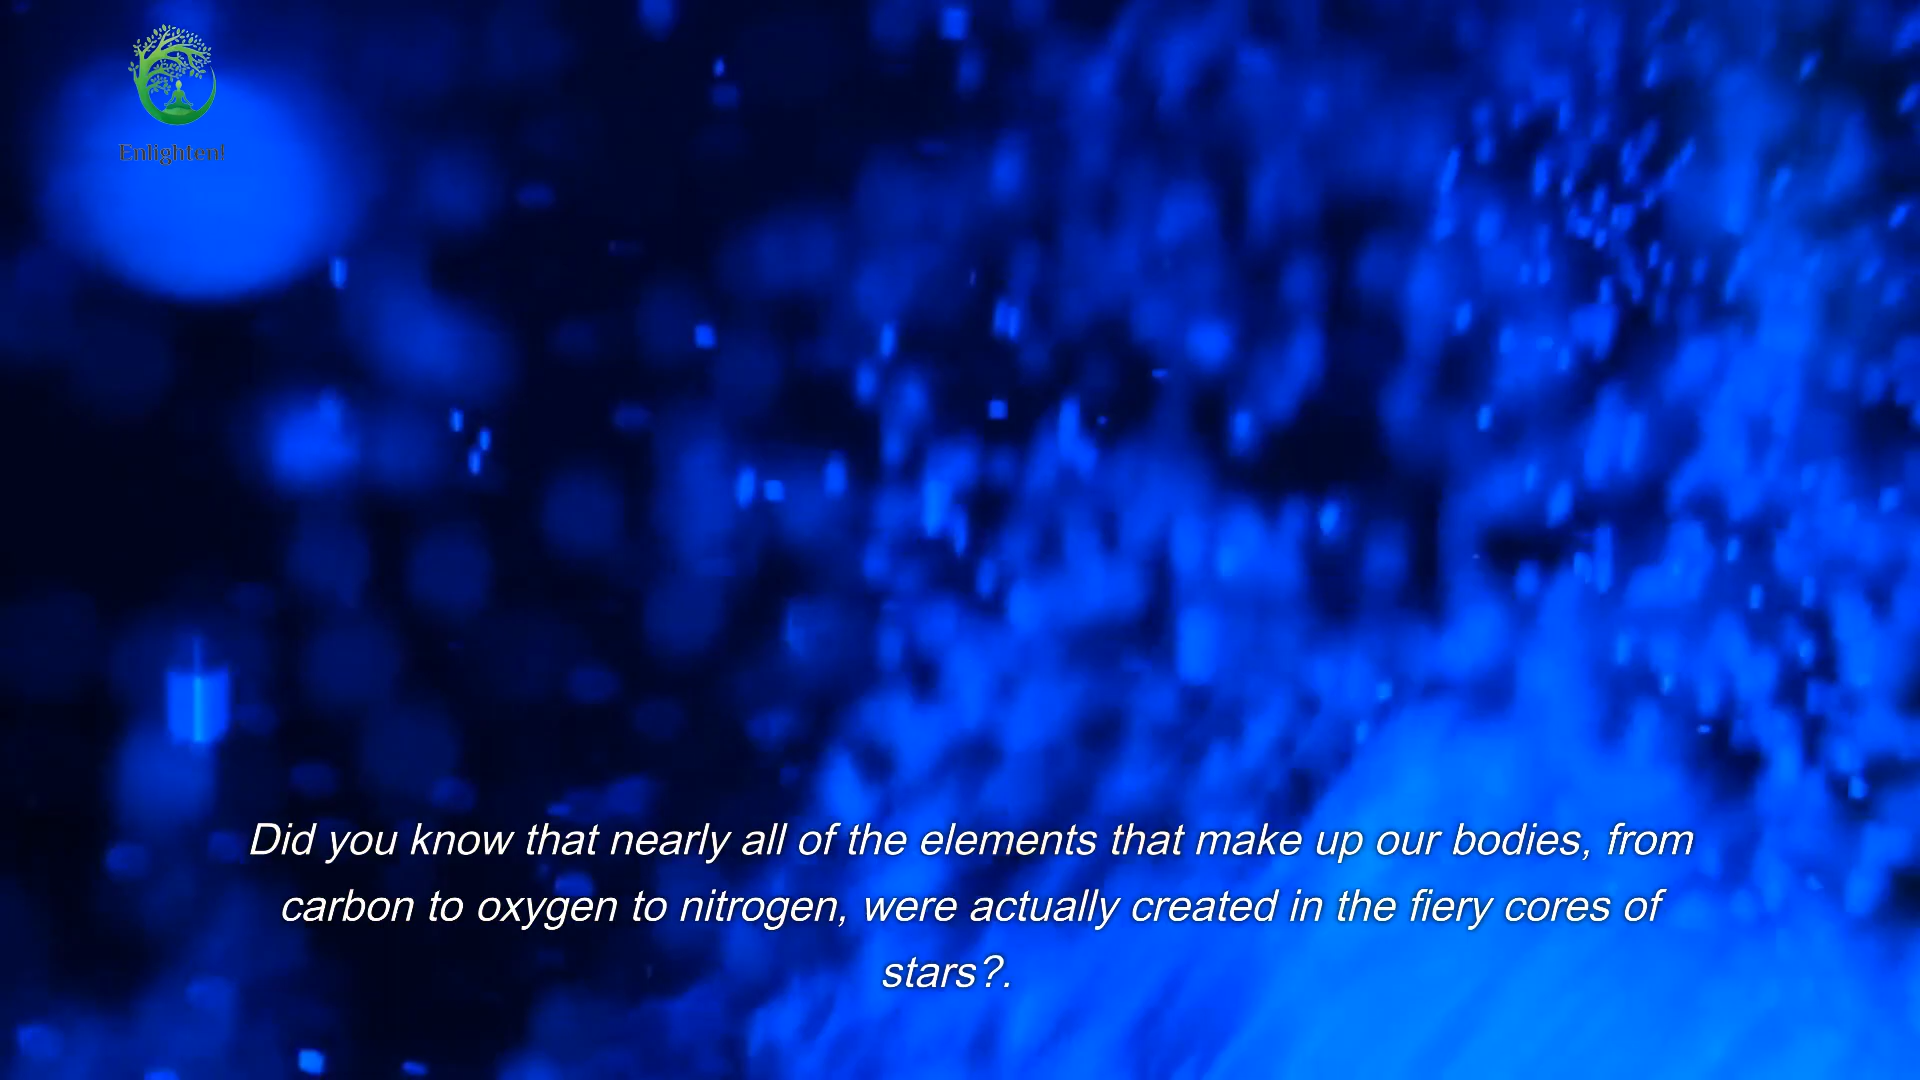 Enlighten!
Did you know that nearly all of the elements that make up our bodies, from
carbon to oxygen to nitrogen, were actually created in the fiery cores of
stars?.